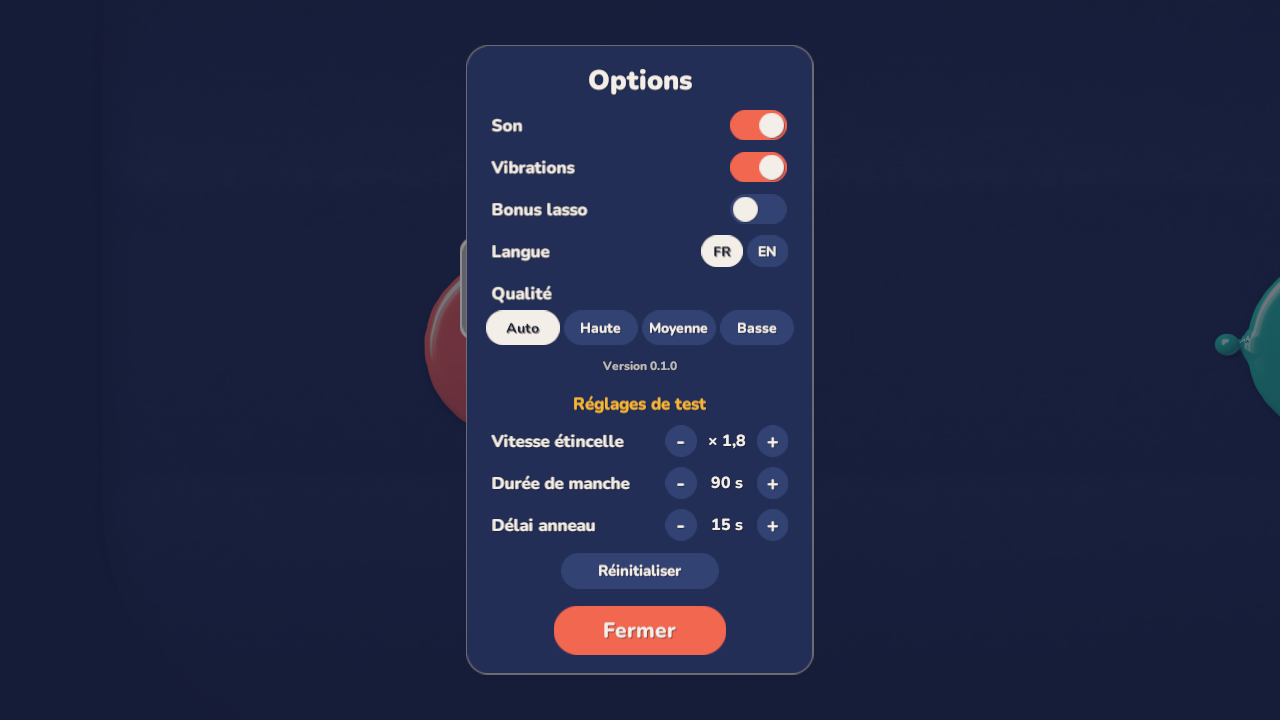 Options
Son
Vibrations
Bonus lasso
Langue FR EN
Qualité
Auto Haute Moyenne Basse
Version 0.1.0
Réglages de test
Vitesse étincelle - × 1,8 +
Durée de manche - 90 s +
Délai anneau - 15 s +
Réinitialiser
Fermer